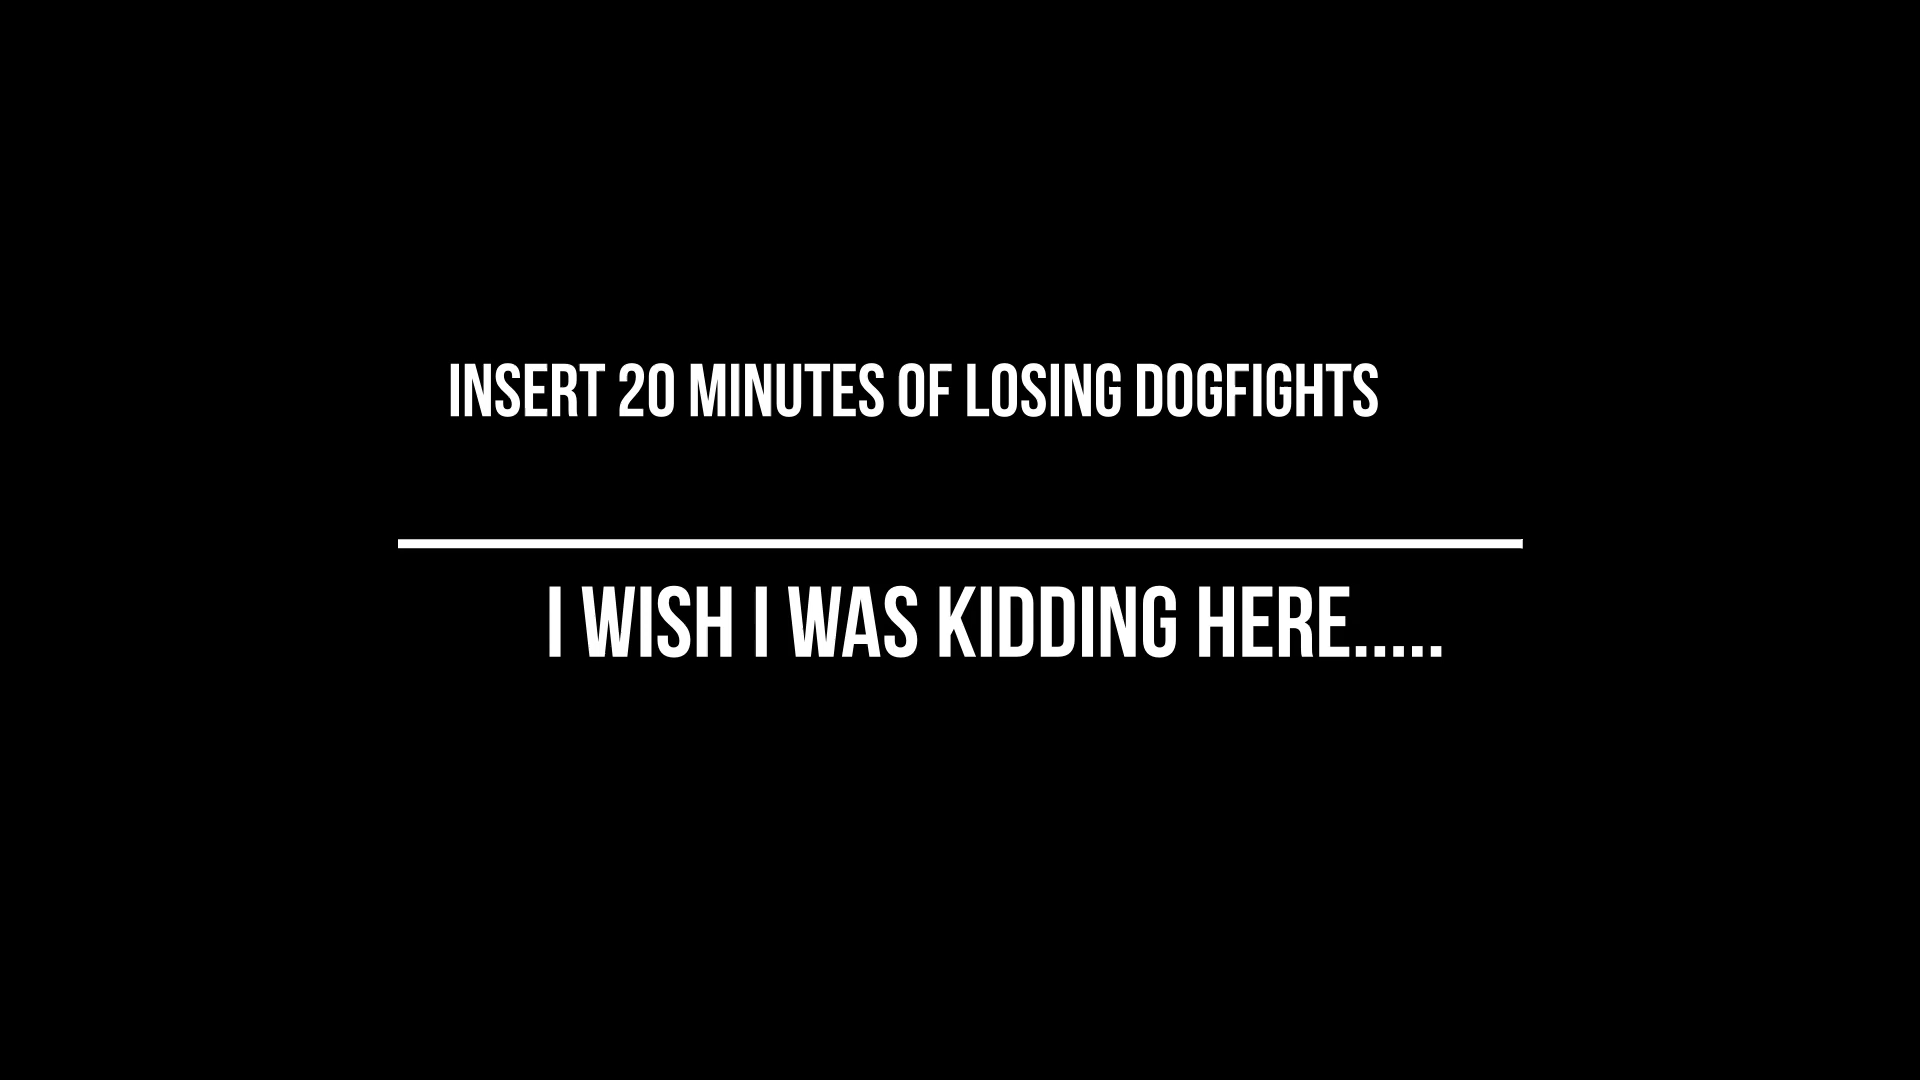 INSERT 20 MINUTES OF LOSING DOGFIGHTS
I WISH I WAS KIDDING HERE.....